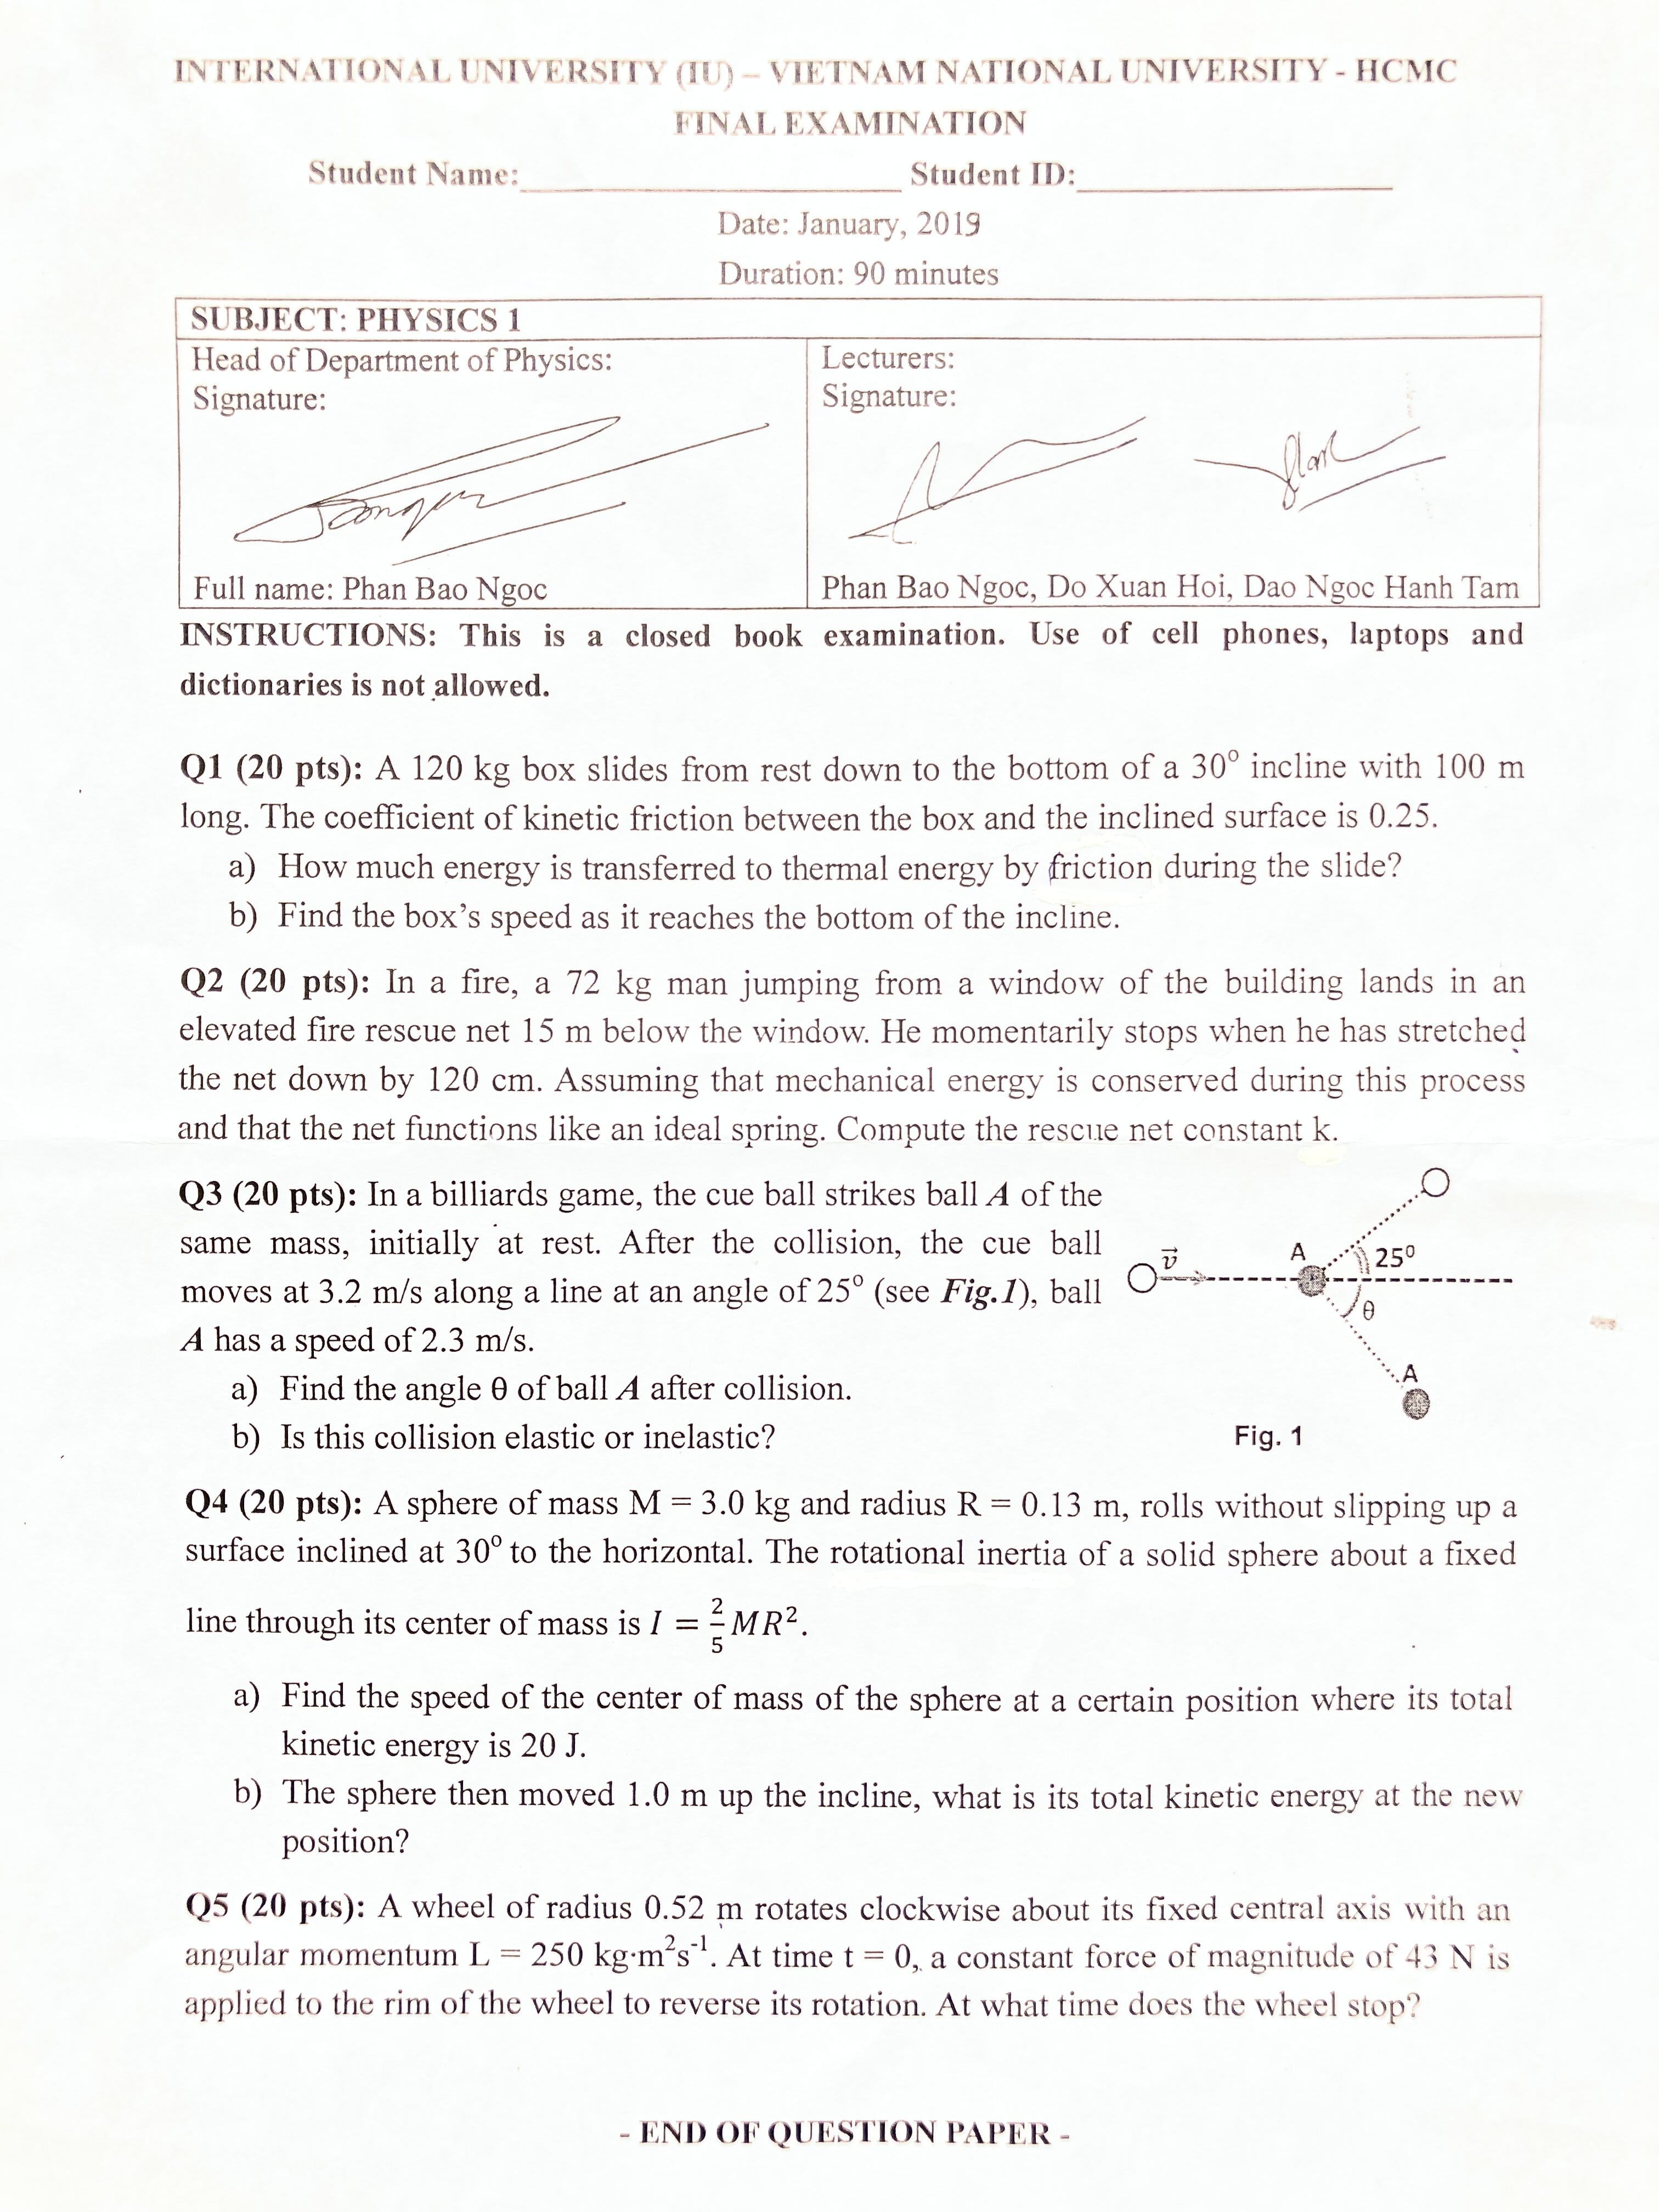 INTERNATIONAL UNIVERSITY (IU) – VIETNAM NATIONAL UNIVERSITY - HCMC
FINAL EXAMINATION
Student Name:____________________ Student ID:____________________
Date: January, 2019
Duration: 90 minutes
SUBJECT: PHYSICS 1
Head of Department of Physics:
Signature:
Full name: Phan Bao Ngoc
Lecturers:
Signature:
Phan Bao Ngoc, Do Xuan Hoi, Dao Ngoc Hanh Tam
INSTRUCTIONS: This is a closed book examination. Use of cell phones, laptops and
dictionaries is not allowed.
Q1 (20 pts): A 120 kg box slides from rest down to the bottom of a 30° incline with 100 m
long. The coefficient of kinetic friction between the box and the inclined surface is 0.25.
a) How much energy is transferred to thermal energy by friction during the slide?
b) Find the box's speed as it reaches the bottom of the incline.
Q2 (20 pts): In a fire, a 72 kg man jumping from a window of the building lands in an
elevated fire rescue net 15 m below the window. He momentarily stops when he has stretched
the net down by 120 cm. Assuming that mechanical energy is conserved during this process
and that the net functions like an ideal spring. Compute the rescue net constant k.
Q3 (20 pts): In a billiards game, the cue ball strikes ball A of the
same mass, initially at rest. After the collision, the cue ball
moves at 3.2 m/s along a line at an angle of 25° (see Fig.1), ball
A has a speed of 2.3 m/s.
a) Find the angle θ of ball A after collision.
b) Is this collision elastic or inelastic?
v⃗
A
25°
θ
A
Fig. 1
Q4 (20 pts): A sphere of mass M = 3.0 kg and radius R = 0.13 m, rolls without slipping up a
surface inclined at 30° to the horizontal. The rotational inertia of a solid sphere about a fixed
line through its center of mass is I = 2/5 MR².
a) Find the speed of the center of mass of the sphere at a certain position where its total
kinetic energy is 20 J.
b) The sphere then moved 1.0 m up the incline, what is its total kinetic energy at the new
position?
Q5 (20 pts): A wheel of radius 0.52 m rotates clockwise about its fixed central axis with an
angular momentum L = 250 kg·m²s⁻¹. At time t = 0, a constant force of magnitude of 43 N is
applied to the rim of the wheel to reverse its rotation. At what time does the wheel stop?
- END OF QUESTION PAPER -